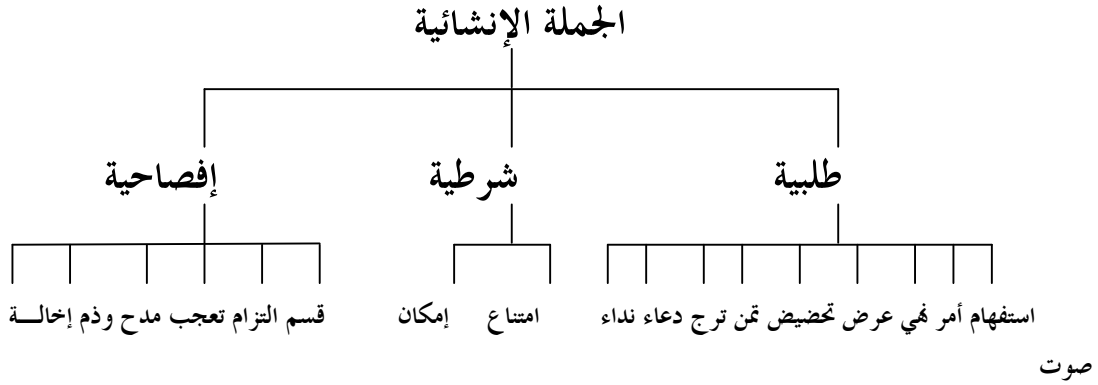 الجملة الإنشائية
طلبية شرطية إفصاحية
استفهام أمر نهي عرض تحضيض تمن ترج دعاء نداء امتناع إمكان قسم التزام تعجب مدح وذم إخالــة
صوت